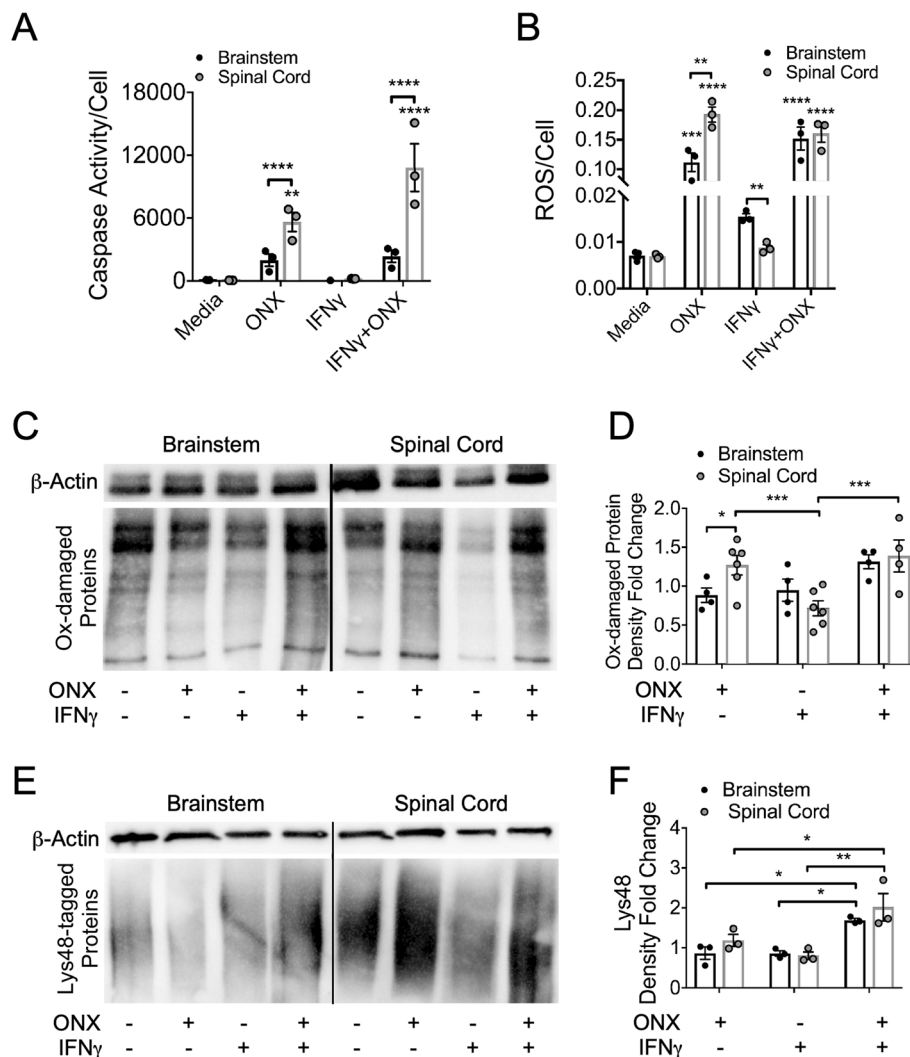 A
Brainstem
Spinal Cord
Caspase Activity/Cell
18000
12000
6000
0
****
**
****
****
Media
ONX
IFNγ
IFNγ+ONX
B
Brainstem
Spinal Cord
ROS/Cell
0.25
0.20
0.15
0.10
0.02
0.01
0.00
**
***
****
**
****
****
Media
ONX
IFNγ
IFNγ+ONX
C
Brainstem
Spinal Cord
β-Actin
Ox-damaged
Proteins
ONX - + - + - + - +
IFNγ - - + + - - + +
D
Brainstem
Spinal Cord
Ox-damaged Protein
Density Fold Change
2.0
1.5
1.0
0.5
0.0
*
***
***
ONX + - +
IFNγ - + +
E
Brainstem
Spinal Cord
β-Actin
Lys48-tagged
Proteins
ONX - + - + - + - +
IFNγ - - + + - - + +
F
Brainstem
Spinal Cord
Lys48
Density Fold Change
4
3
2
1
0
*
**
*
*
ONX + - +
IFNγ - + +